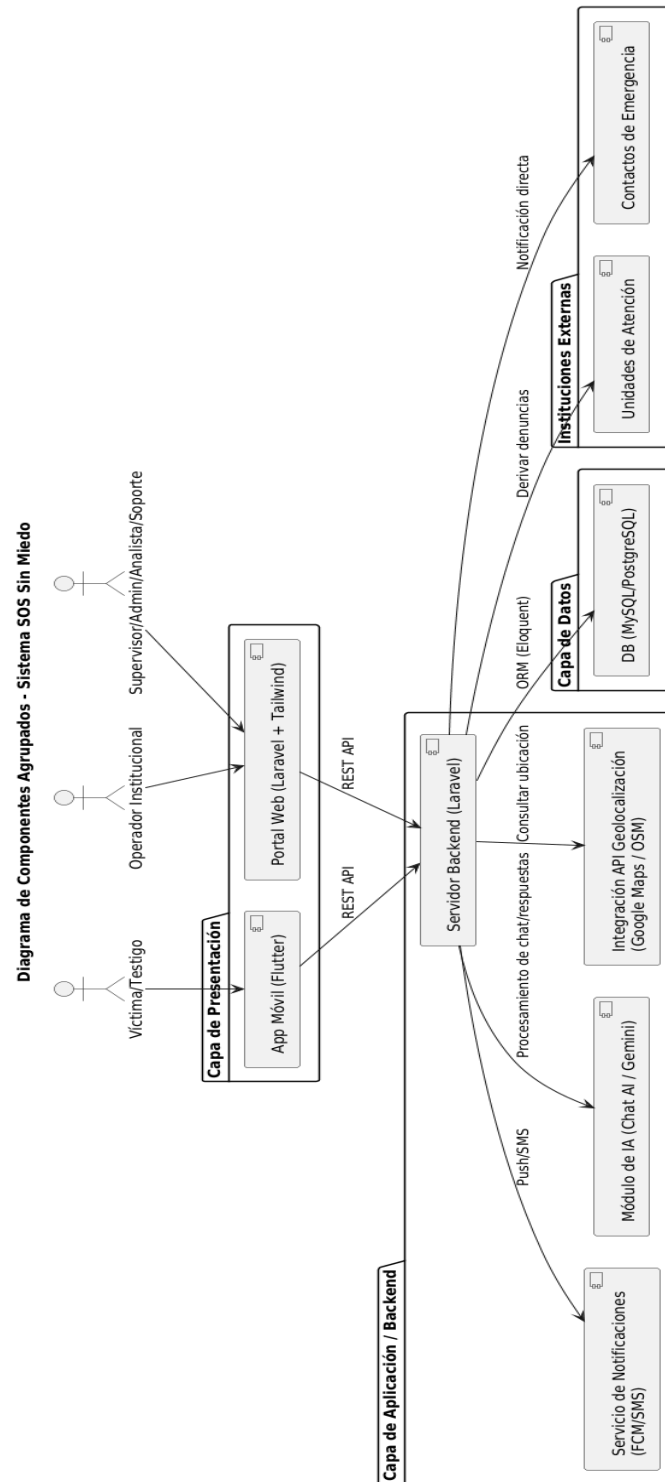 Diagrama de Componentes Agrupados - Sistema SOS Sin Miedo
Víctima/Testigo
Operador Institucional
Supervisor/Admin/Analista/Soporte
Capa de Presentación
App Móvil (Flutter)
Portal Web (Laravel + Tailwind)
REST API
REST API
Capa de Aplicación / Backend
Servidor Backend (Laravel)
Push/SMS
Procesamiento de chat/respuestas
Consultar ubicación
ORM (Eloquent)
Derivar denuncias
Notificación directa
Servicio de Notificaciones
(FCM/SMS)
Módulo de IA (Chat AI / Gemini)
Integración API Geolocalización
(Google Maps / OSM)
Capa de Datos
DB (MySQL/PostgreSQL)
Instituciones Externas
Unidades de Atención
Contactos de Emergencia